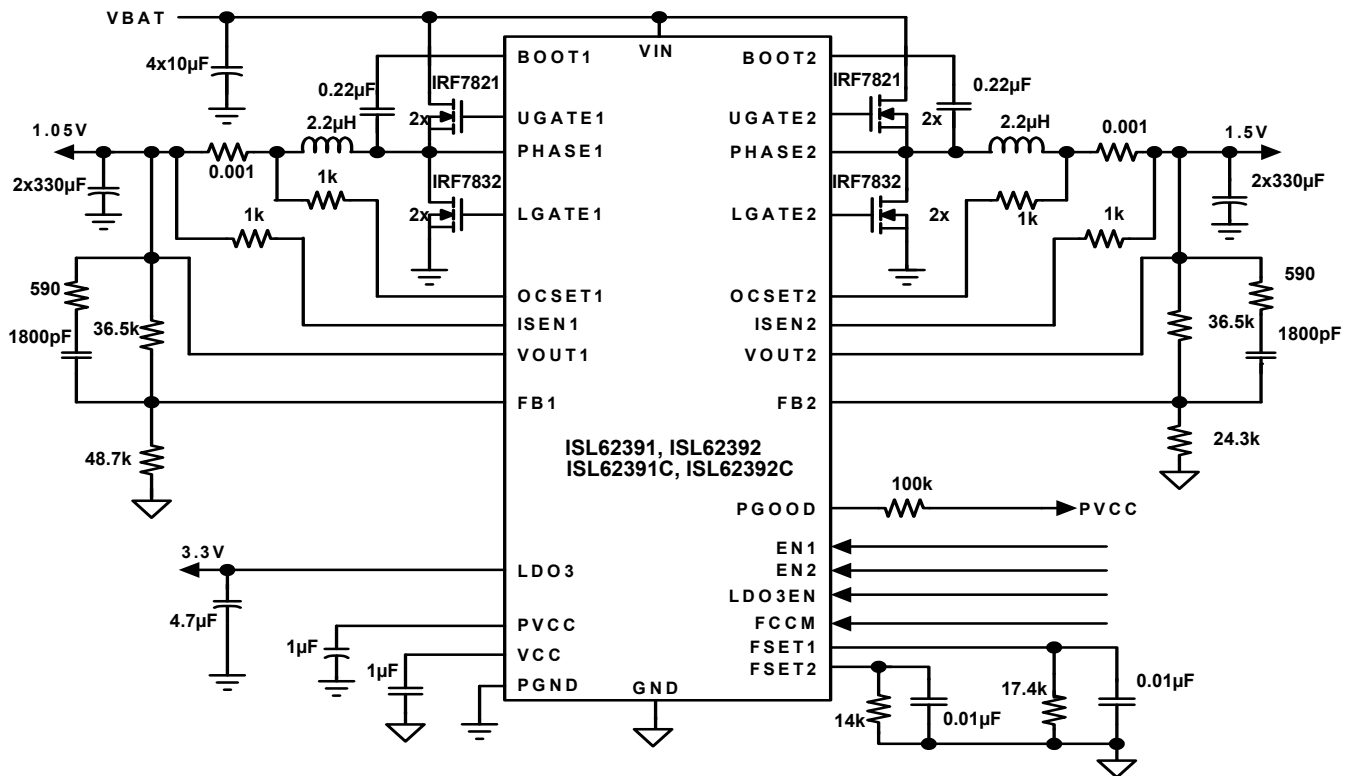 VBAT
VIN
4x10µF
0.22µF
IRF7821
BOOT1
BOOT2
IRF7821
0.22µF
2x
UGATE1
UGATE2
2x
1.05V
2.2µH
PHASE1
PHASE2
2.2µH
0.001
1.5V
0.001
2x330µF
1k
IRF7832
IRF7832
2x330µF
1k
2x
LGATE1
LGATE2
2x
1k
1k
590
OCSET1
OCSET2
590
1800pF
36.5k
ISEN1
ISEN2
36.5k
1800pF
VOUT1
VOUT2
FB1
FB2
48.7k
24.3k
ISL62391, ISL62392
ISL62391C, ISL62392C
100k
PGOOD
PVCC
3.3V
EN1
LDO3
EN2
LDO3EN
4.7µF
PVCC
FCCM
1µF
FSET1
VCC
FSET2
1µF
PGND
GND
14k
0.01µF
17.4k
0.01µF